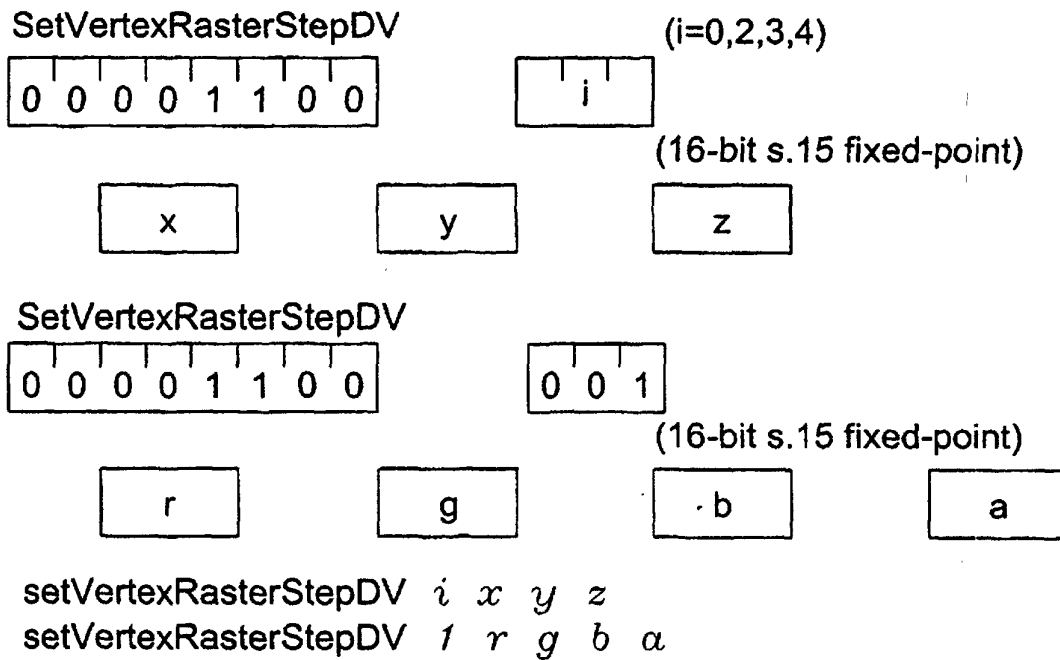 SetVertexRasterStepDV (i=0,2,3,4)
0 0 0 0 1 1 0 0 i
(16-bit s.15 fixed-point)
x y z
SetVertexRasterStepDV
0 0 0 0 1 1 0 0 0 0 1
(16-bit s.15 fixed-point)
r g b a
setVertexRasterStepDV i x y z
setVertexRasterStepDV 1 r g b a